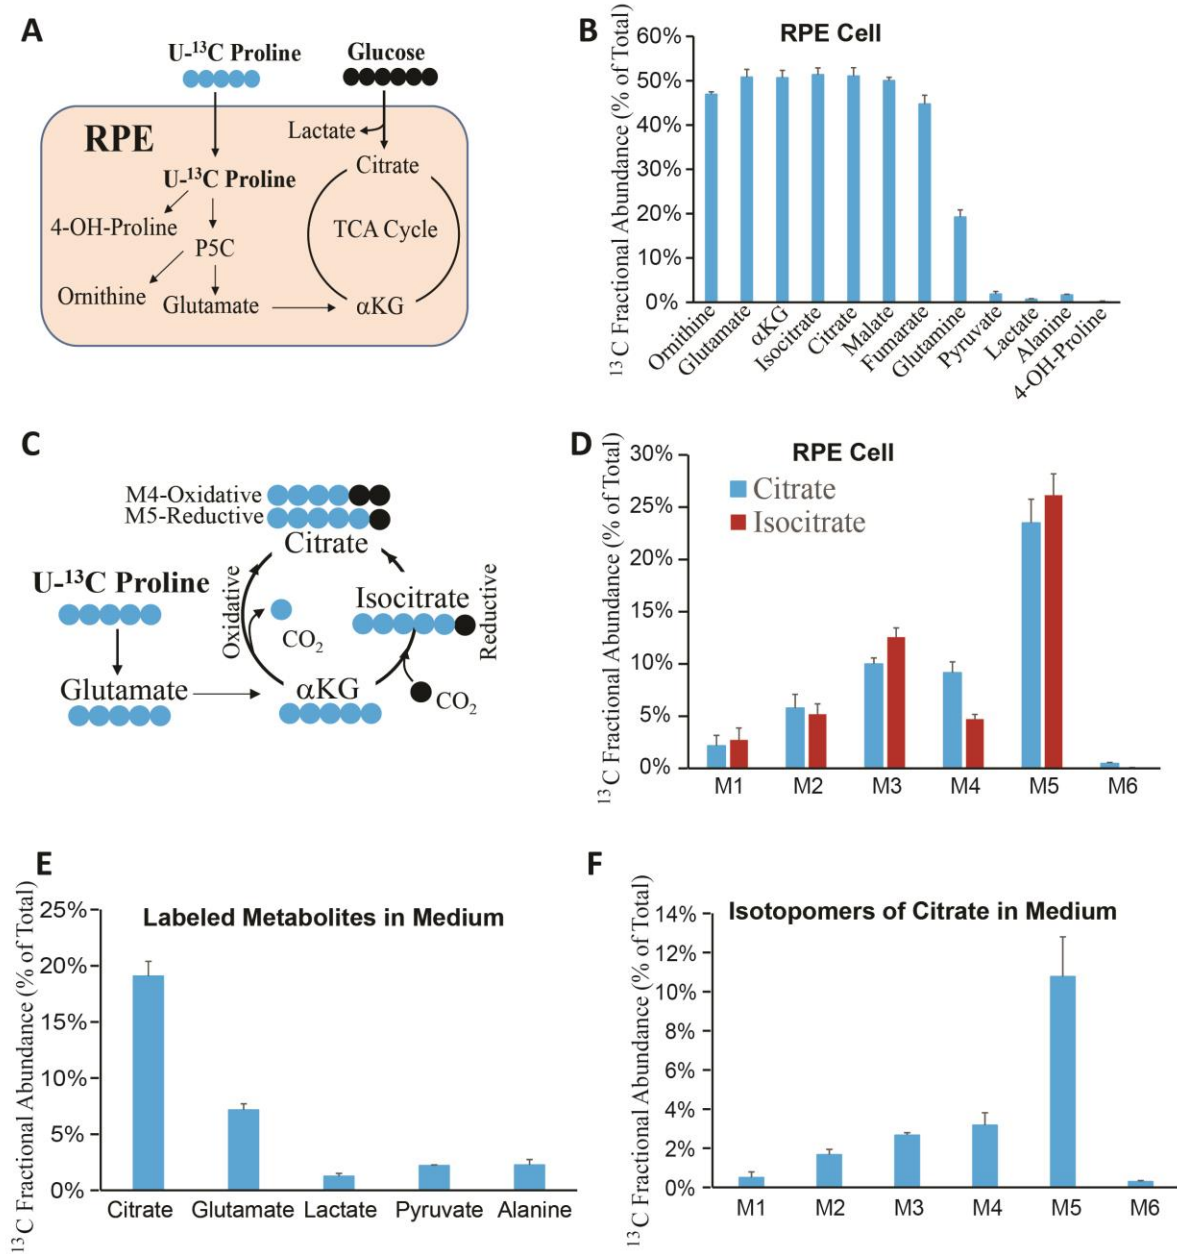 A
U-¹³C Proline
Glucose
RPE
Lactate
Citrate
U-¹³C Proline
4-OH-Proline
TCA Cycle
P5C
Ornithine
Glutamate
αKG
B
RPE Cell
¹³C Fractional Abundance (% of Total)
60%
50%
40%
30%
20%
10%
0%
Ornithine
Glutamate
αKG
Isocitrate
Citrate
Malate
Fumarate
Glutamine
Pyruvate
Lactate
Alanine
4-OH-Proline
C
M4-Oxidative
M5-Reductive
Citrate
U-¹³C Proline
Oxidative
Isocitrate
Reductive
CO₂
Glutamate
αKG
CO₂
D
RPE Cell
¹³C Fractional Abundance (% of Total)
30%
25%
20%
15%
10%
5%
0%
Citrate
Isocitrate
M1 M2 M3 M4 M5 M6
E
Labeled Metabolites in Medium
¹³C Fractional Abundance (% of Total)
25%
20%
15%
10%
5%
0%
Citrate Glutamate Lactate Pyruvate Alanine
F
Isotopomers of Citrate in Medium
¹³C Fractional Abundance (% of Total)
14%
12%
10%
8%
6%
4%
2%
0%
M1 M2 M3 M4 M5 M6